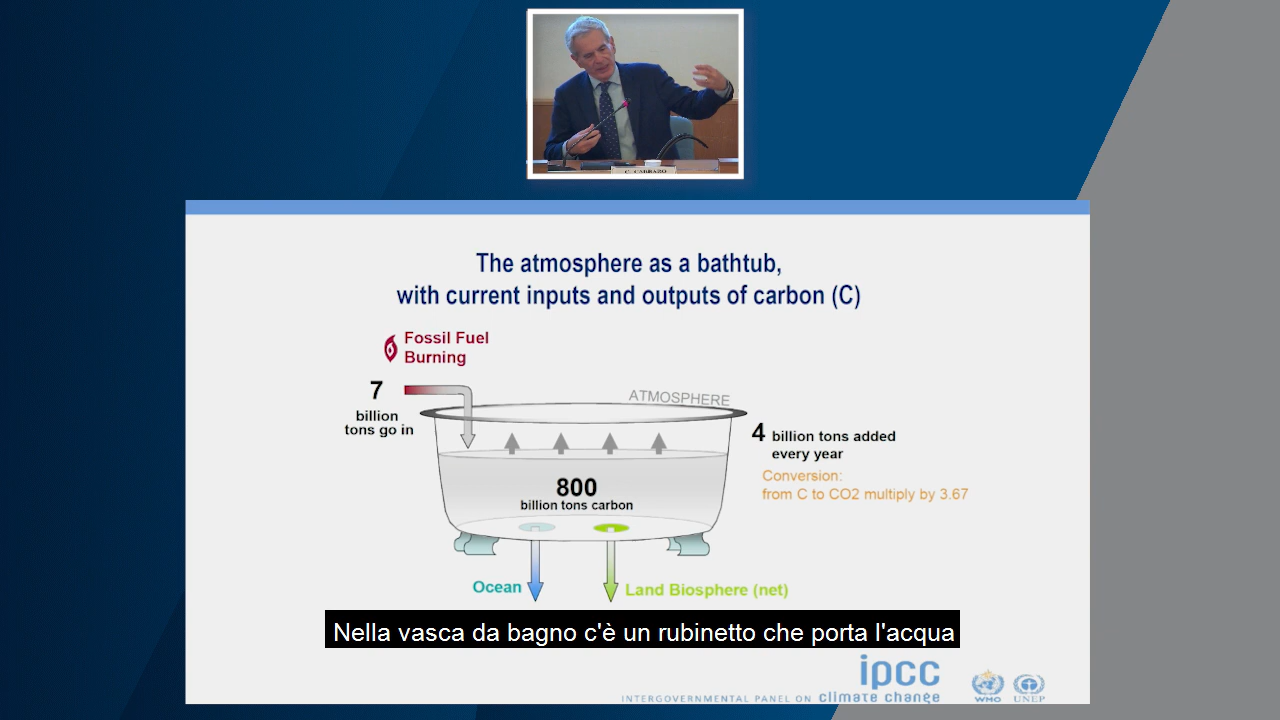 C. CARRARO
The atmosphere as a bathtub,
with current inputs and outputs of carbon (C)
Fossil Fuel
Burning
7
billion
tons go in
ATMOSPHERE
4 billion tons added
every year
Conversion:
from C to CO2 multiply by 3.67
800
billion tons carbon
Ocean
Land Biosphere (net)
Nella vasca da bagno c'è un rubinetto che porta l'acqua
ipcc
INTERGOVERNMENTAL PANEL ON climate change
WMO
UNEP